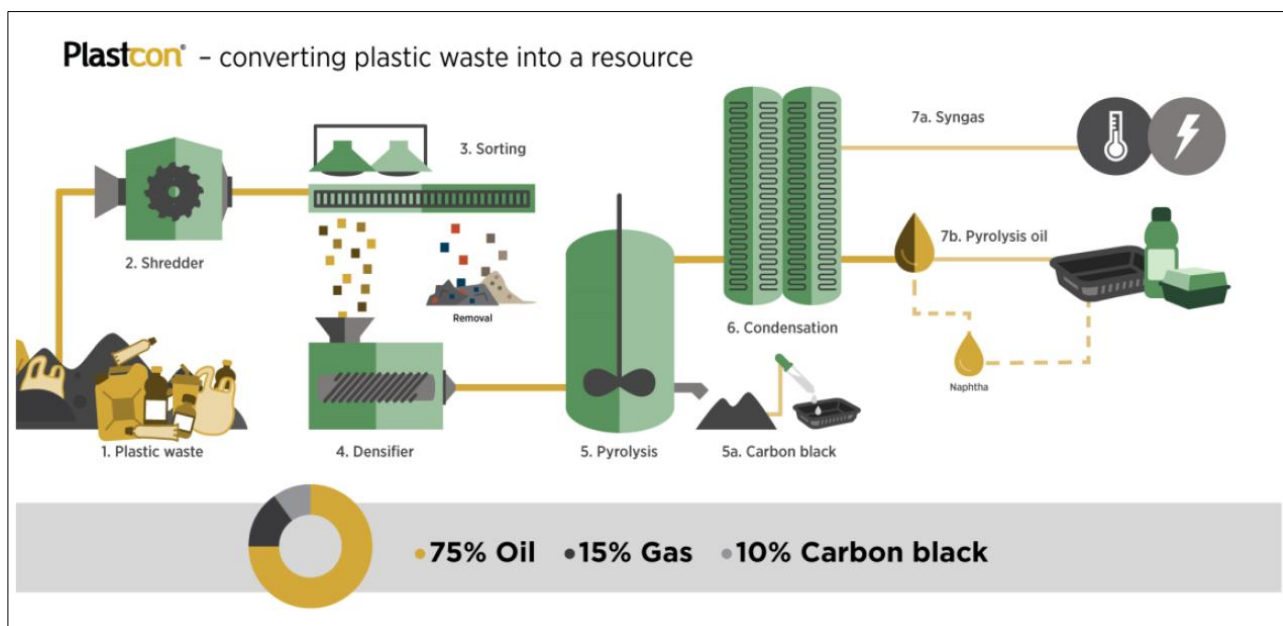 Plastcon® – converting plastic waste into a resource
7a. Syngas
3. Sorting
2. Shredder
7b. Pyrolysis oil
Removal
6. Condensation
Naphtha
1. Plastic waste
4. Densifier
5. Pyrolysis
5a. Carbon black
75% Oil
15% Gas
10% Carbon black